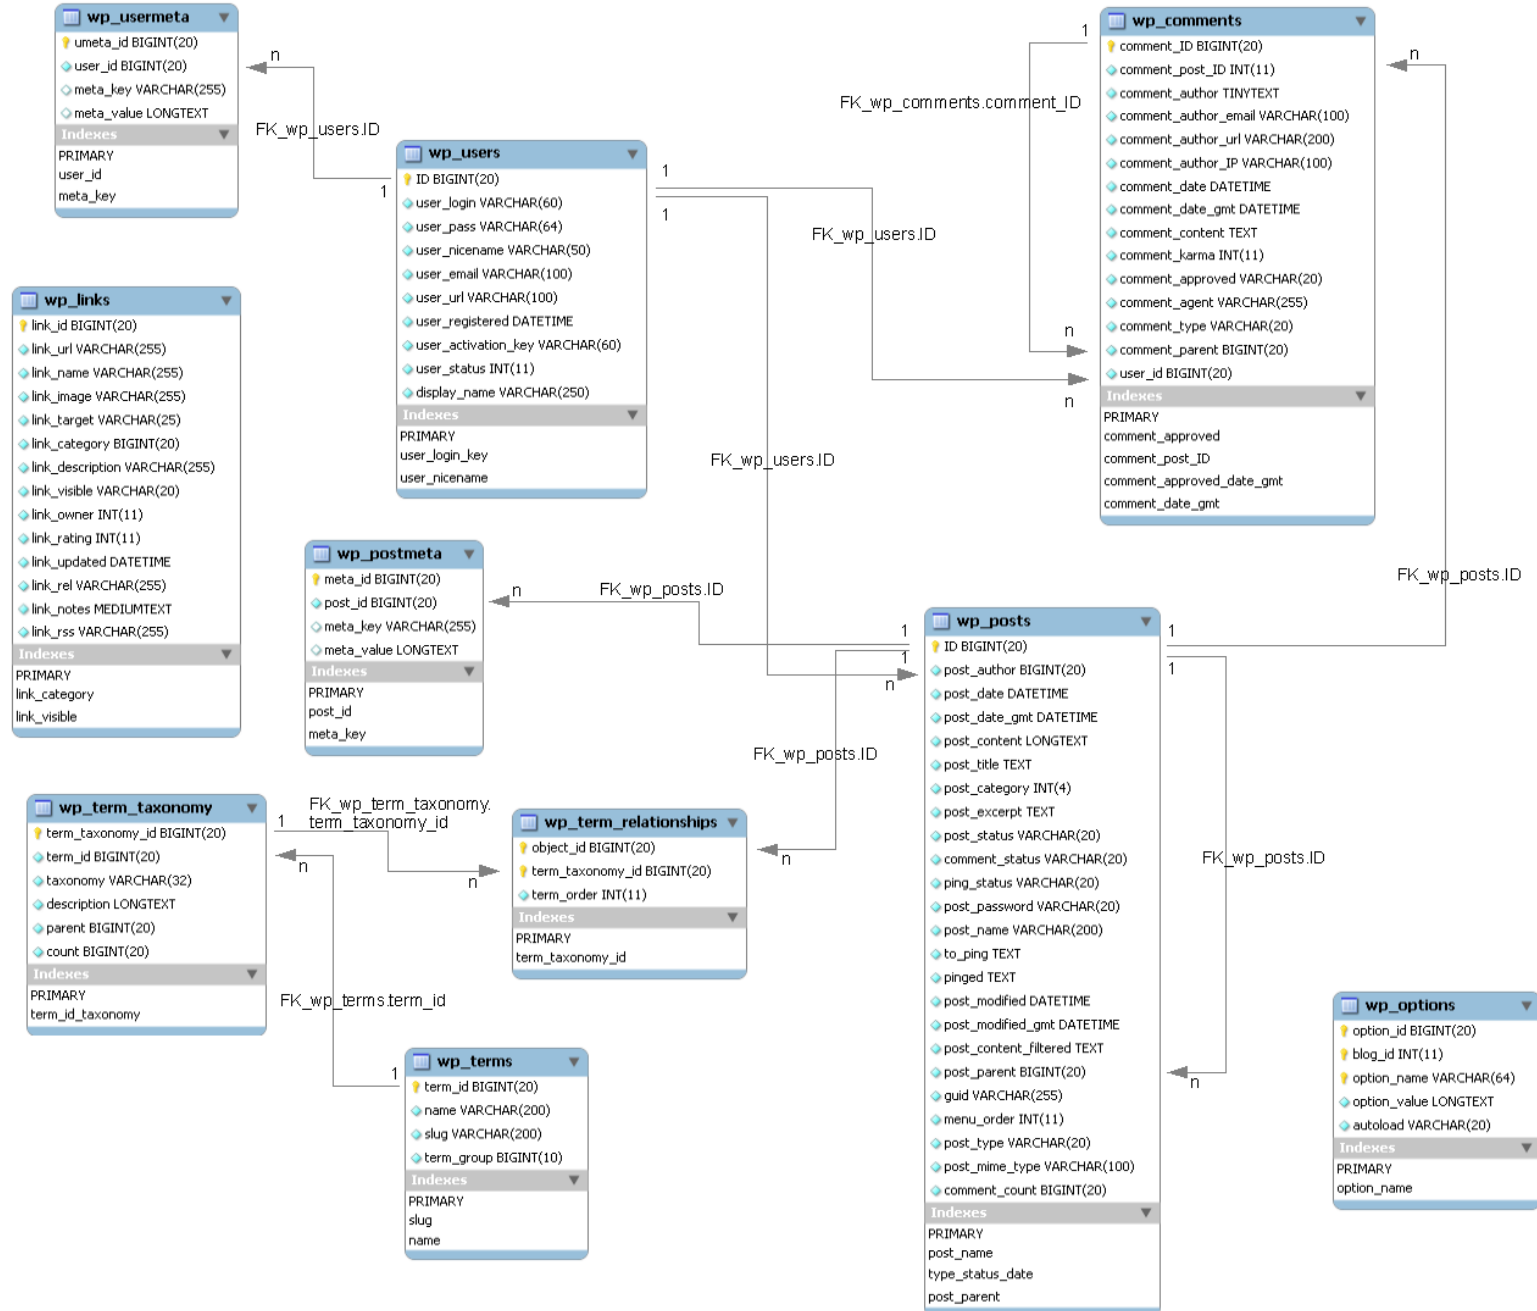 wp_usermeta
umeta_id BIGINT(20)
user_id BIGINT(20)
meta_key VARCHAR(255)
meta_value LONGTEXT
Indexes
PRIMARY
user_id
meta_key
n
FK_wp_users.ID
1
wp_users
ID BIGINT(20)
user_login VARCHAR(60)
user_pass VARCHAR(64)
user_nicename VARCHAR(50)
user_email VARCHAR(100)
user_url VARCHAR(100)
user_registered DATETIME
user_activation_key VARCHAR(60)
user_status INT(11)
display_name VARCHAR(250)
Indexes
PRIMARY
user_login_key
user_nicename
1
1
FK_wp_users.ID
n
FK_wp_users.ID
n
wp_comments
comment_ID BIGINT(20)
comment_post_ID INT(11)
comment_author TINYTEXT
comment_author_email VARCHAR(100)
comment_author_url VARCHAR(200)
comment_author_IP VARCHAR(100)
comment_date DATETIME
comment_date_gmt DATETIME
comment_content TEXT
comment_karma INT(11)
comment_approved VARCHAR(20)
comment_agent VARCHAR(255)
comment_type VARCHAR(20)
comment_parent BIGINT(20)
user_id BIGINT(20)
Indexes
PRIMARY
comment_approved
comment_post_ID
comment_approved_date_gmt
comment_date_gmt
1
FK_wp_comments.comment_ID
n
n
FK_wp_posts.ID
1
wp_links
link_id BIGINT(20)
link_url VARCHAR(255)
link_name VARCHAR(255)
link_image VARCHAR(255)
link_target VARCHAR(25)
link_category BIGINT(20)
link_description VARCHAR(255)
link_visible VARCHAR(20)
link_owner INT(11)
link_rating INT(11)
link_updated DATETIME
link_rel VARCHAR(255)
link_notes MEDIUMTEXT
link_rss VARCHAR(255)
Indexes
PRIMARY
link_category
link_visible
wp_postmeta
meta_id BIGINT(20)
post_id BIGINT(20)
meta_key VARCHAR(255)
meta_value LONGTEXT
Indexes
PRIMARY
post_id
meta_key
n
FK_wp_posts.ID
1
1
FK_wp_posts.ID
n
wp_posts
ID BIGINT(20)
post_author BIGINT(20)
post_date DATETIME
post_date_gmt DATETIME
post_content LONGTEXT
post_title TEXT
post_category INT(4)
post_excerpt TEXT
post_status VARCHAR(20)
comment_status VARCHAR(20)
ping_status VARCHAR(20)
post_password VARCHAR(20)
post_name VARCHAR(200)
to_ping TEXT
pinged TEXT
post_modified DATETIME
post_modified_gmt DATETIME
post_content_filtered TEXT
post_parent BIGINT(20)
guid VARCHAR(255)
menu_order INT(11)
post_type VARCHAR(20)
post_mime_type VARCHAR(100)
comment_count BIGINT(20)
Indexes
PRIMARY
post_name
type_status_date
post_parent
1
FK_wp_posts.ID
n
wp_term_taxonomy
term_taxonomy_id BIGINT(20)
term_id BIGINT(20)
taxonomy VARCHAR(32)
description LONGTEXT
parent BIGINT(20)
count BIGINT(20)
Indexes
PRIMARY
term_id_taxonomy
1
FK_wp_term_taxonomy.
term_taxonomy_id
n
n
FK_wp_terms.term_id
1
wp_term_relationships
object_id BIGINT(20)
term_taxonomy_id BIGINT(20)
term_order INT(11)
Indexes
PRIMARY
term_taxonomy_id
wp_terms
term_id BIGINT(20)
name VARCHAR(200)
slug VARCHAR(200)
term_group BIGINT(10)
Indexes
PRIMARY
slug
name
wp_options
option_id BIGINT(20)
blog_id INT(11)
option_name VARCHAR(64)
option_value LONGTEXT
autoload VARCHAR(20)
Indexes
PRIMARY
option_name